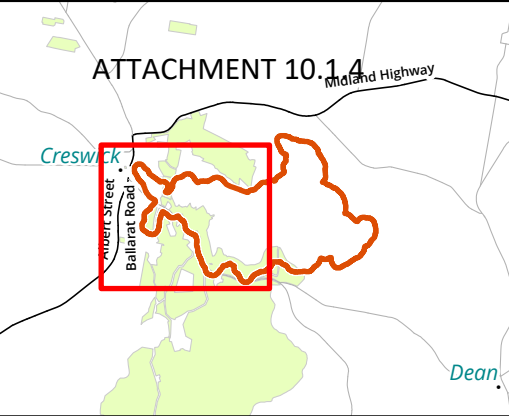 ATTACHMENT 10.1.4
Midland Highway
Creswick
Albert Street
Ballarat Road
Dean